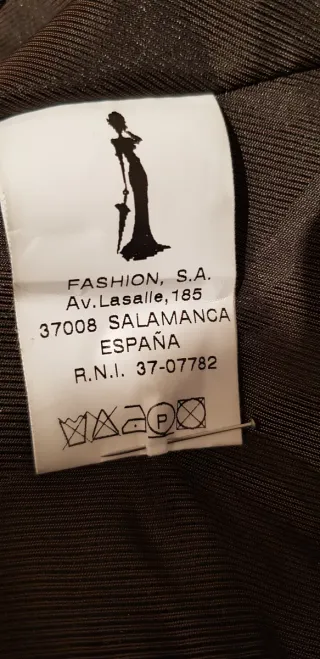 FASHION, S.A.
Av.Lasalle,185
37008 SALAMANCA
ESPAÑA
R.N.I. 37-07782
P